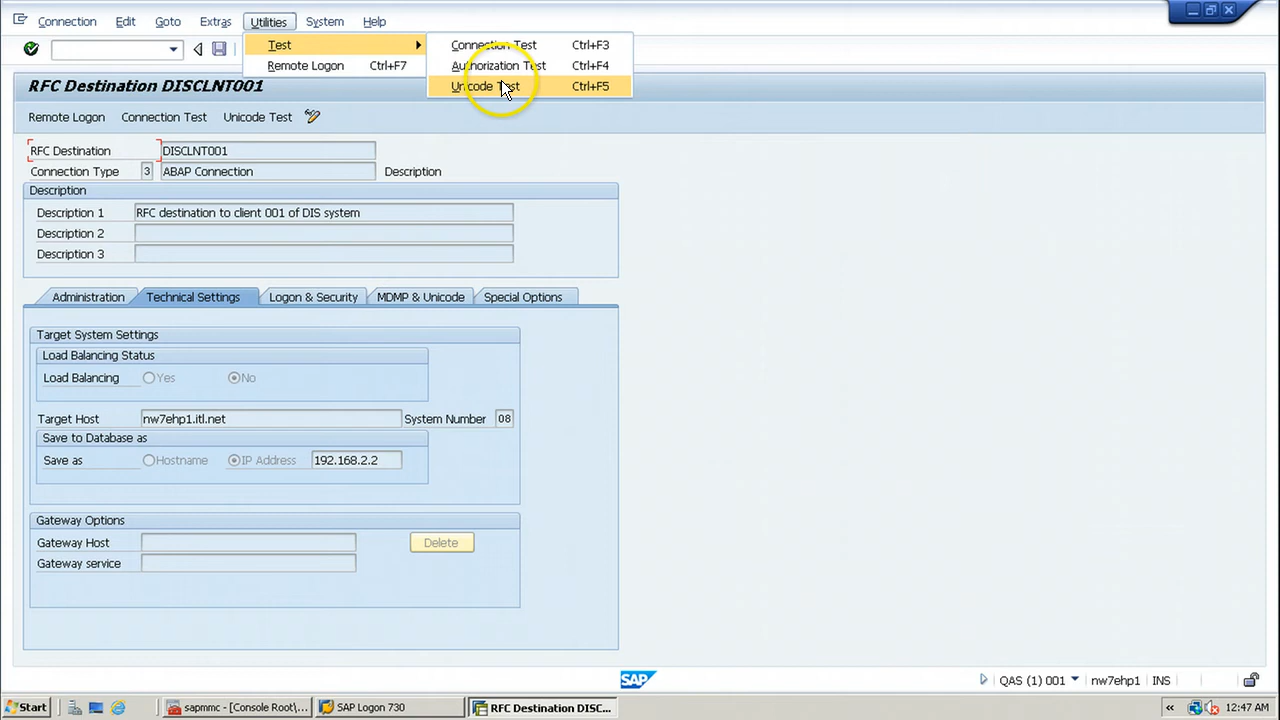 Connection Edit Goto Extras Utilities System Help
Test
Connection Test Ctrl+F3
Remote Logon Ctrl+F7
Authorization Test Ctrl+F4
Unicode Test Ctrl+F5
RFC Destination DISCLNT001
Remote Logon Connection Test Unicode Test
RFC Destination DISCLNT001
Connection Type 3 ABAP Connection Description
Description
Description 1 RFC destination to client 001 of DIS system
Description 2
Description 3
Administration Technical Settings Logon & Security MDMP & Unicode Special Options
Target System Settings
Load Balancing Status
Load Balancing Yes No
Target Host nw7ehp1.itl.net System Number 08
Save to Database as
Save as Hostname IP Address 192.168.2.2
Gateway Options
Gateway Host Delete
Gateway service
SAP QAS (1) 001 nw7ehp1 INS
Start sapmmc - [Console Root\... SAP Logon 730 RFC Destination DISC... « 12:47 AM